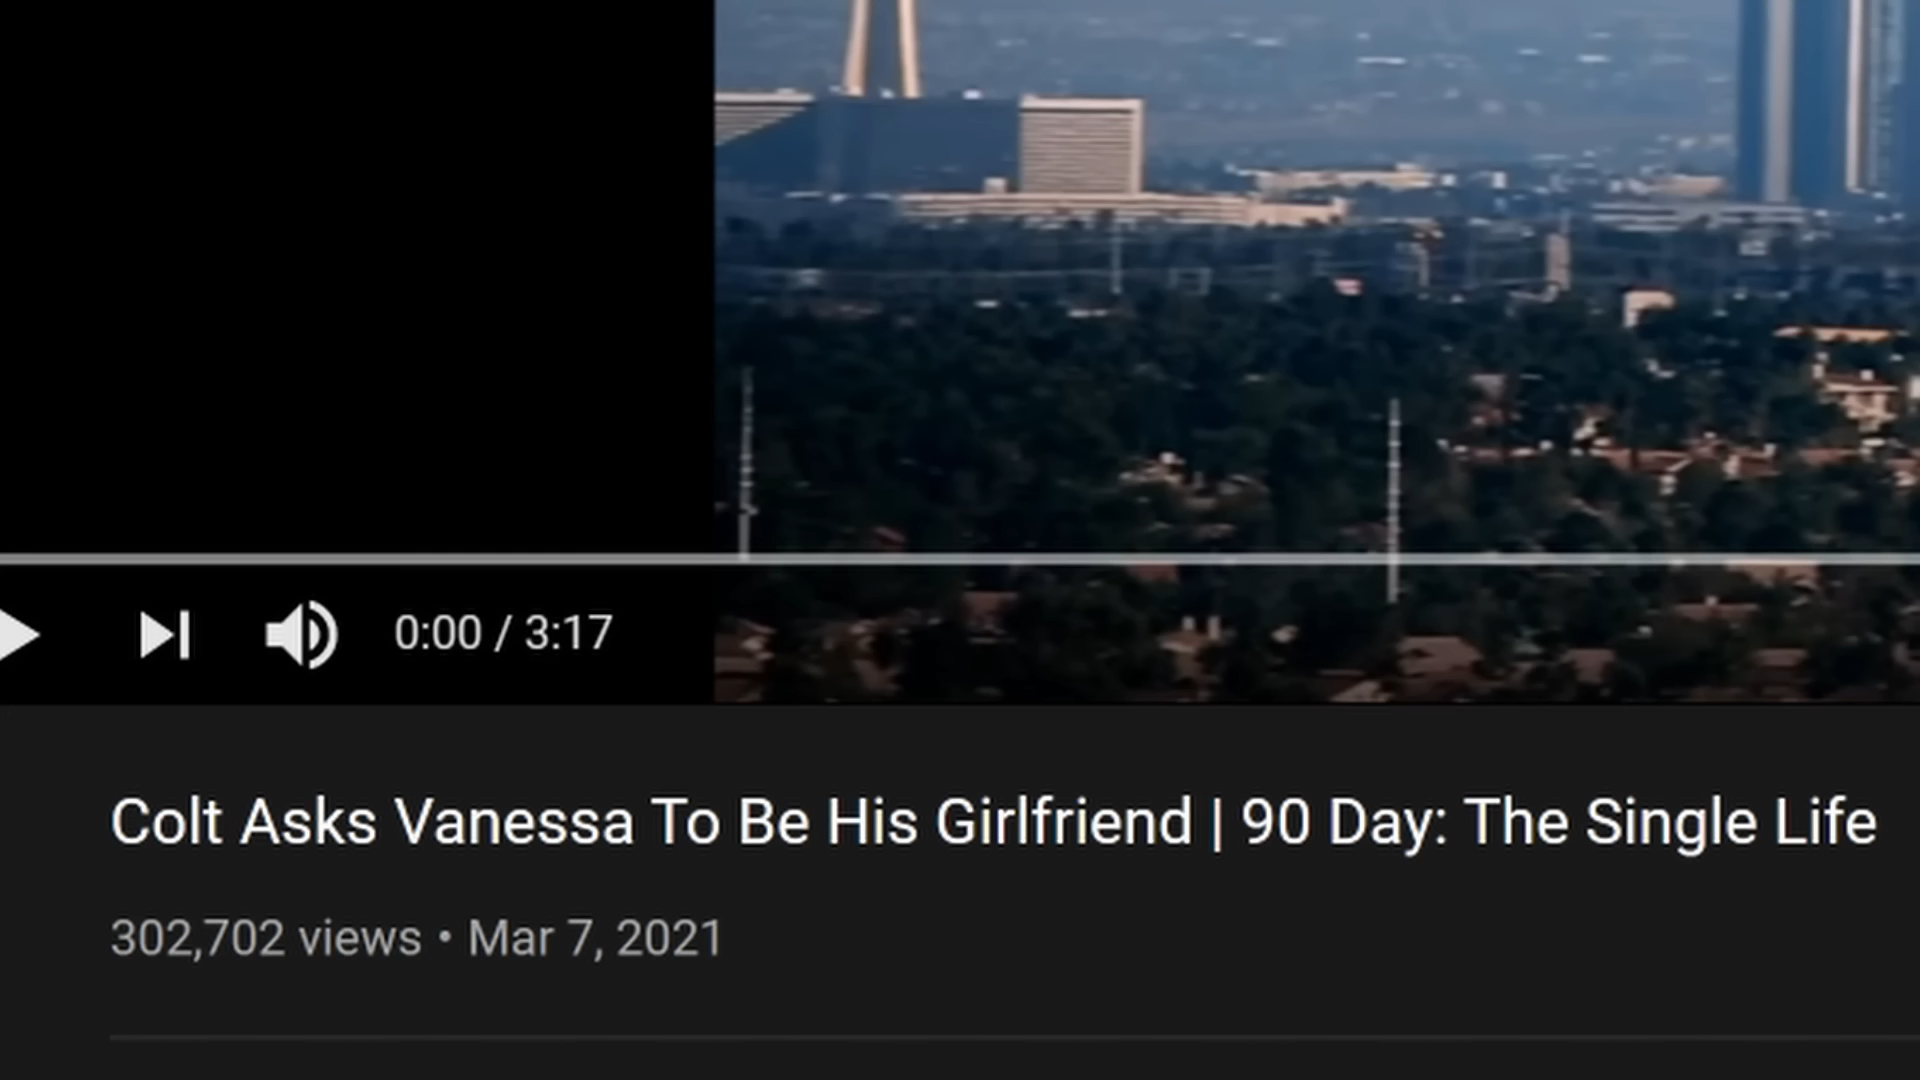 0:00 / 3:17
Colt Asks Vanessa To Be His Girlfriend | 90 Day: The Single Life
302,702 views • Mar 7, 2021